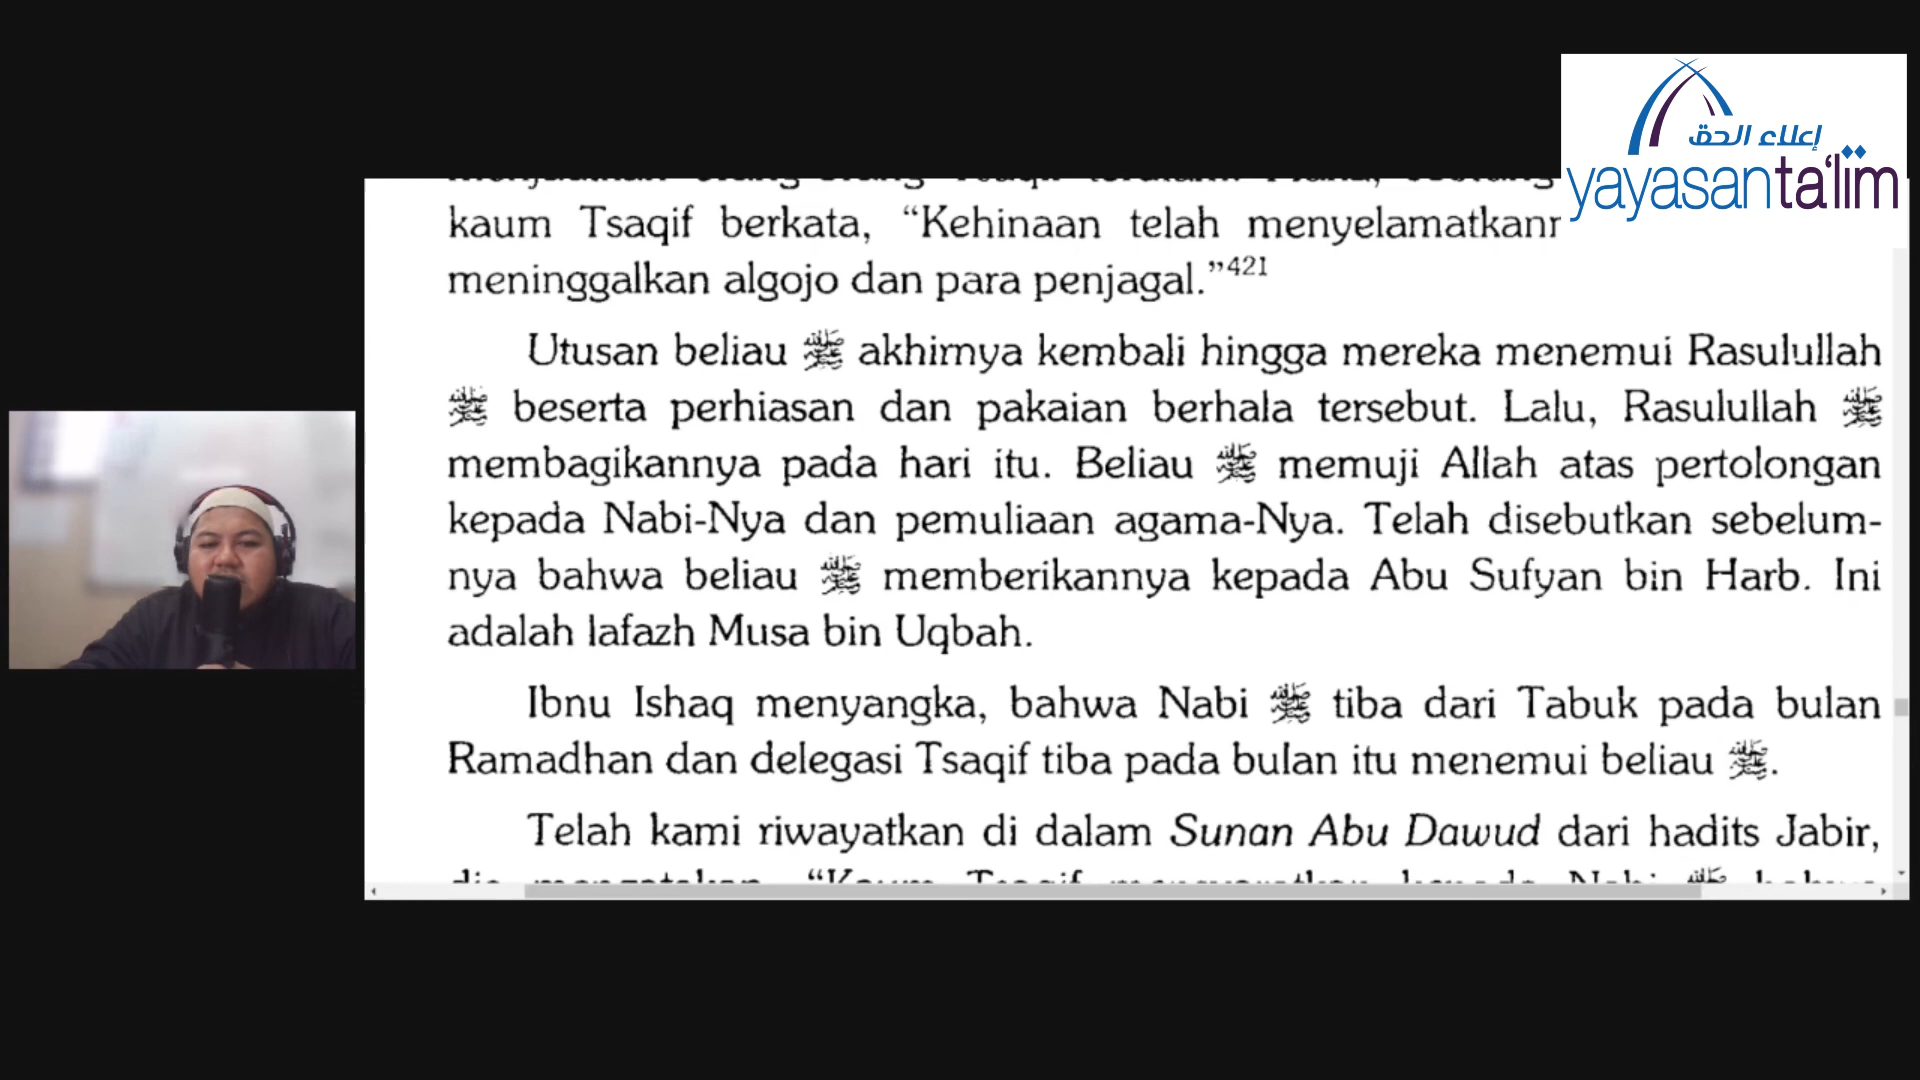 إعلاء الحق
yayasanta'lim
kaum Tsaqif berkata, “Kehinaan telah
meninggalkan algojo dan para penjagal.”421
Utusan beliau ﷺ akhirnya kembali hingga mereka menemui Rasulullah
ﷺ beserta perhiasan dan pakaian berhala tersebut. Lalu, Rasulullah ﷺ
membagikannya pada hari itu. Beliau ﷺ memuji Allah atas pertolongan
kepada Nabi-Nya dan pemuliaan agama-Nya. Telah disebutkan sebelum-
nya bahwa beliau ﷺ memberikannya kepada Abu Sufyan bin Harb. Ini
adalah lafazh Musa bin Uqbah.
Ibnu Ishaq menyangka, bahwa Nabi ﷺ tiba dari Tabuk pada bulan
Ramadhan dan delegasi Tsaqif tiba pada bulan itu menemui beliau ﷺ.
Telah kami riwayatkan di dalam Sunan Abu Dawud dari hadits Jabir,